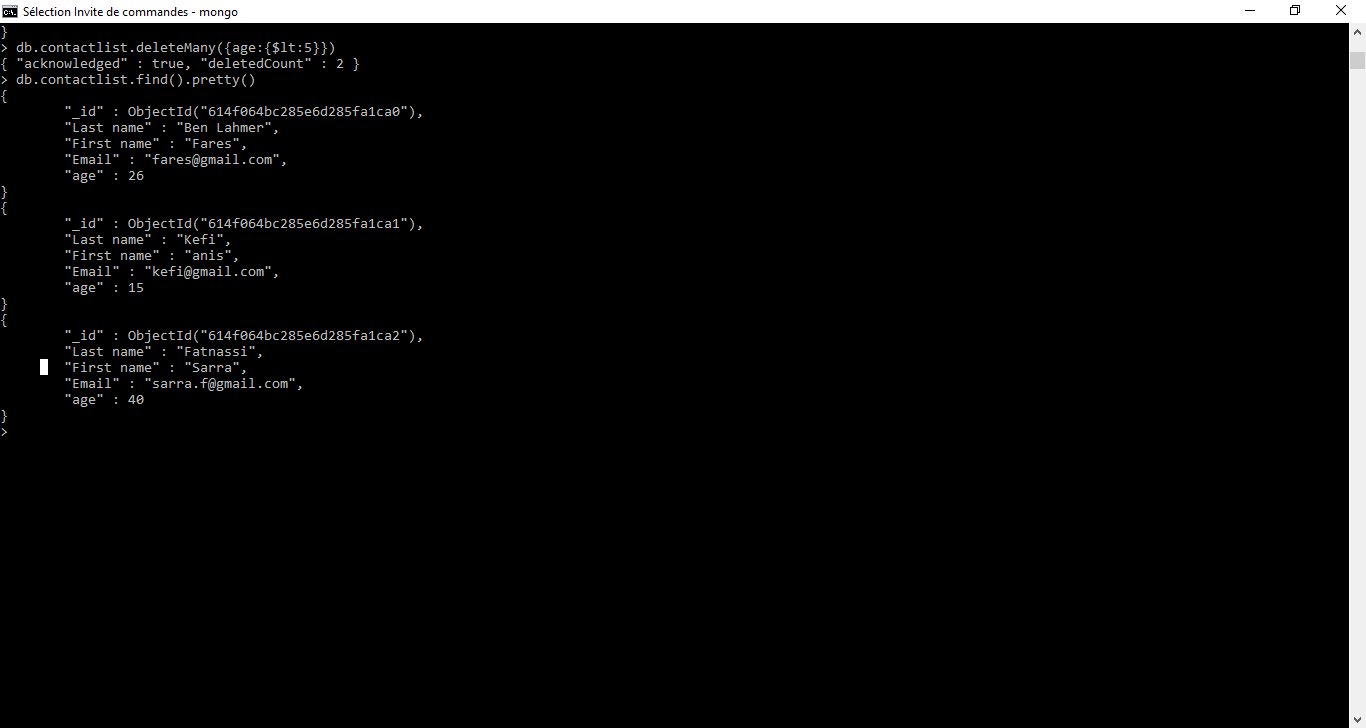 Sélection Invite de commandes - mongo
}
> db.contactlist.deleteMany({age:{$lt:5}})
{ "acknowledged" : true, "deletedCount" : 2 }
> db.contactlist.find().pretty()
{
        "_id" : ObjectId("614f064bc285e6d285fa1ca0"),
        "Last name" : "Ben Lahmer",
        "First name" : "Fares",
        "Email" : "fares@gmail.com",
        "age" : 26
}
{
        "_id" : ObjectId("614f064bc285e6d285fa1ca1"),
        "Last name" : "Kefi",
        "First name" : "anis",
        "Email" : "kefi@gmail.com",
        "age" : 15
}
{
        "_id" : ObjectId("614f064bc285e6d285fa1ca2"),
        "Last name" : "Fatnassi",
        "First name" : "Sarra",
        "Email" : "sarra.f@gmail.com",
        "age" : 40
}
>